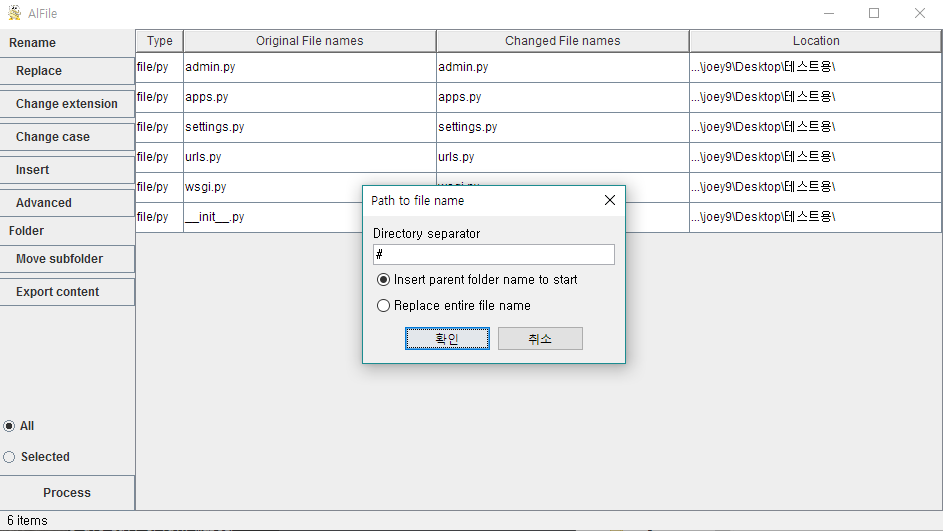 AlFile
Rename
Replace
Change extension
Change case
Insert
Advanced
Folder
Move subfolder
Export content
All
Selected
Process
6 items
Type Original File names Changed File names Location
file/py admin.py admin.py ...\joey9\Desktop\테스트용\
file/py apps.py apps.py ...\joey9\Desktop\테스트용\
file/py settings.py settings.py ...\joey9\Desktop\테스트용\
file/py urls.py urls.py ...\joey9\Desktop\테스트용\
file/py wsgi.py wsgi.py ...\joey9\Desktop\테스트용\
file/py __init__.py ...\joey9\Desktop\테스트용\
Path to file name
Directory separator
#
Insert parent folder name to start
Replace entire file name
확인 취소